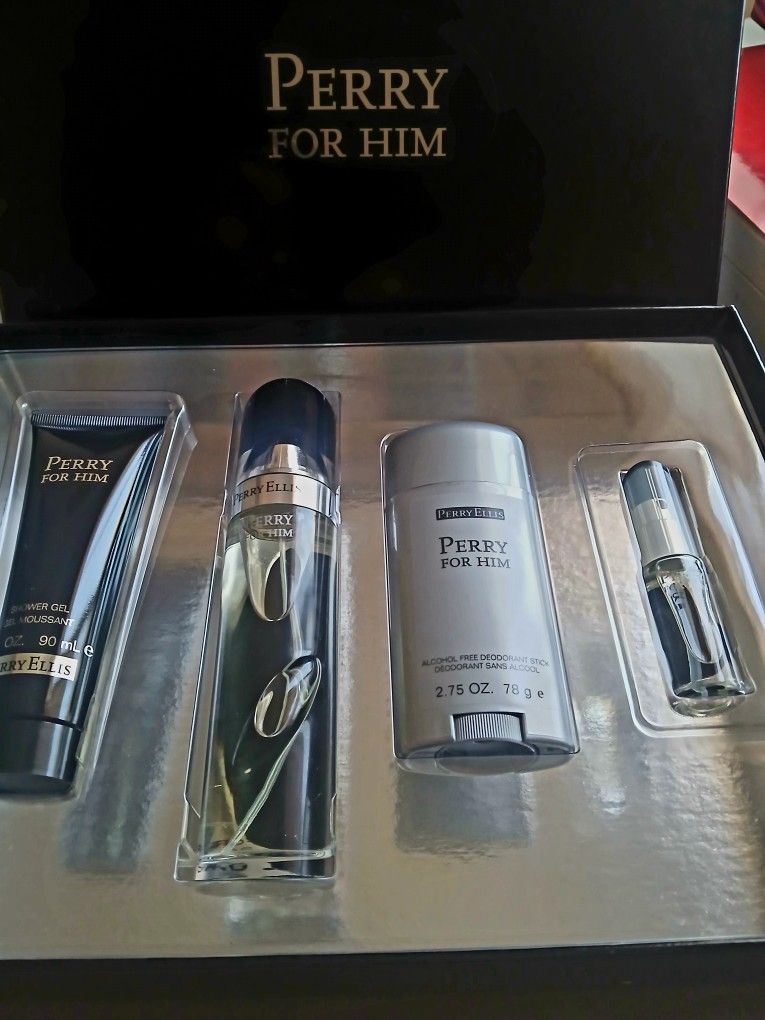 PERRY
FOR HIM
PERRY
FOR HIM
SHOWER GEL
GEL MOUSSANT
OZ. 90 mL e
RRY ELLIS
PERRY ELLIS
PERRY
FOR HIM
PERRY ELLIS
PERRY
FOR HIM
ALCOHOL FREE DEODORANT STICK
DÉODORANT SANS ALCOOL
2.75 OZ. 78 g e